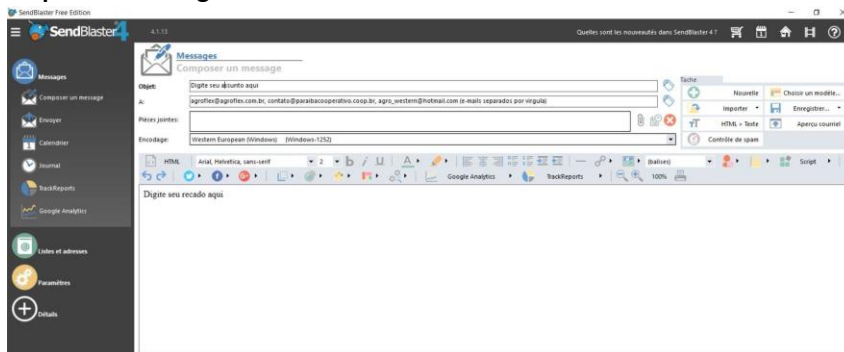 SendBlaster Free Edition
SendBlaster4
4.1.13
Quelles sont les nouveautés dans SendBlaster 4 ?
Messages
Composer un message
Envoyer
Calendrier
Journal
TrackReports
Google Analytics
Listes et adresses
Paramètres
Détails
Messages
Composer un message
Objet: Digite seu assunto aqui
A: agroflex@agroflex.com.br, contato@paraibacooperativo.coop.br, agro_western@hotmail.com (e-mails separados por vírgula)
Pièces jointes:
Encodage: Western European (Windows) (Windows-1252)
Tâche
Nouvelle Choisir un modèle...
Importer Enregistrer...
HTML > Texte Aperçu courriel
Contrôle de spam
HTML Arial, Helvetica, sans-serif 2 b / U A (balises) Script
Google Analytics TrackReports 100%
Digite seu recado aqui